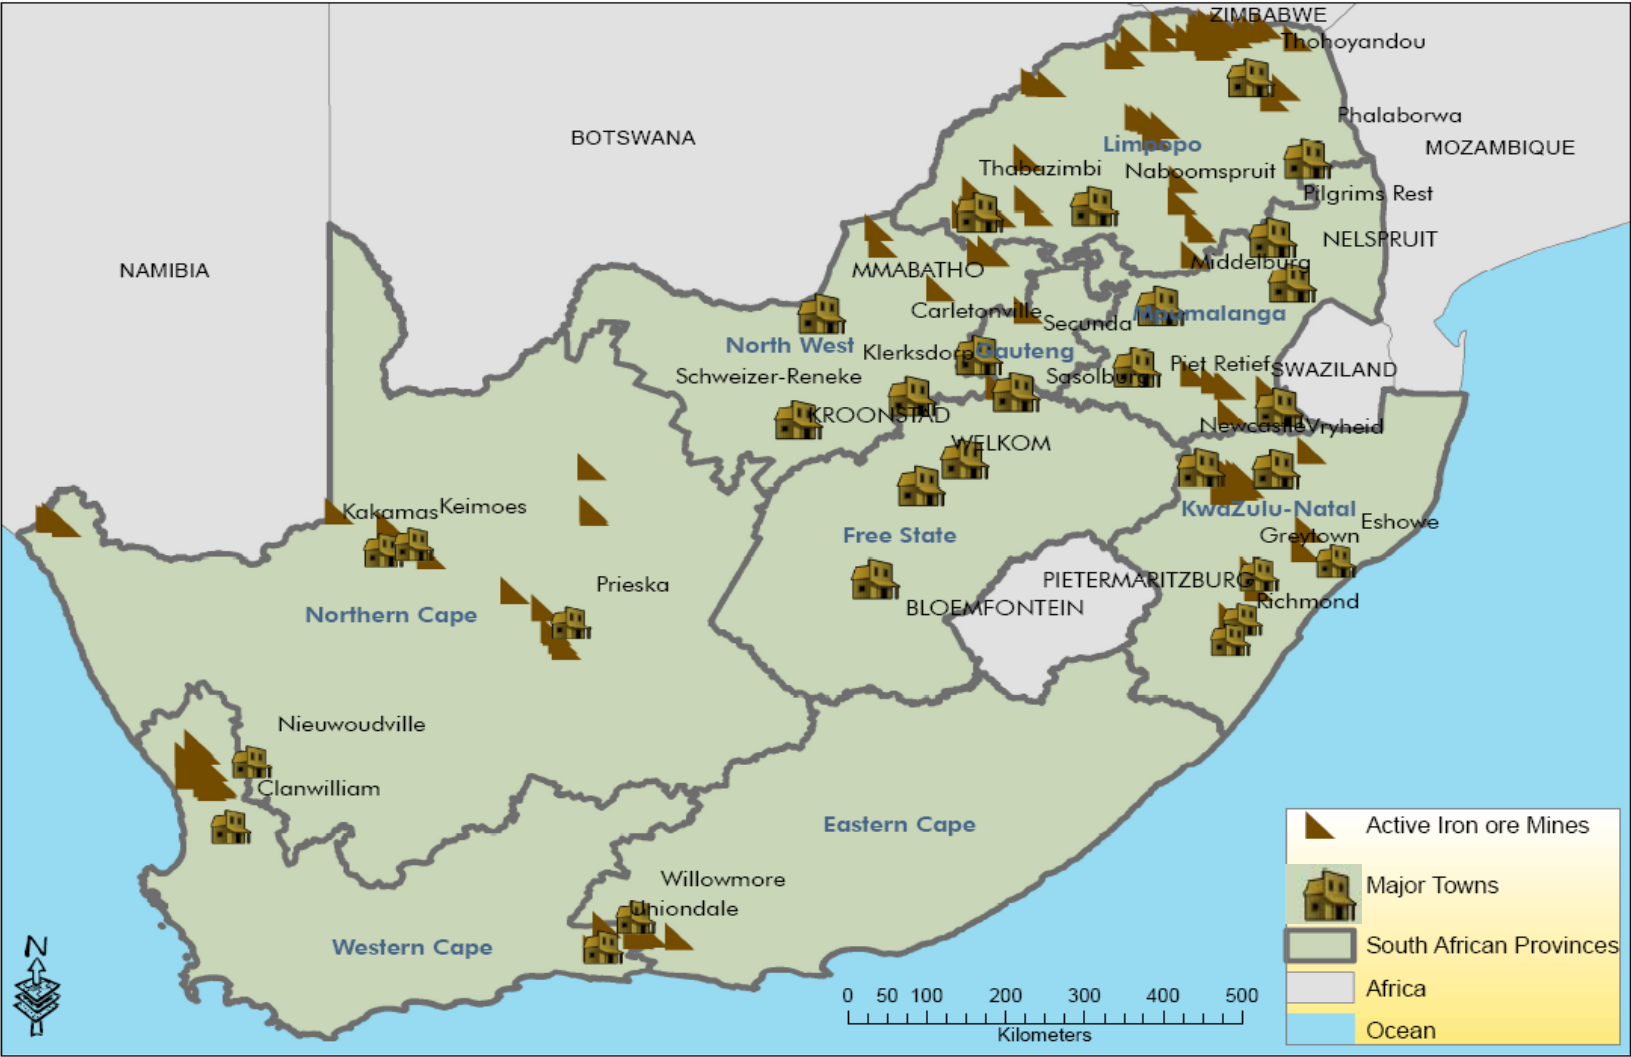 ZIMBABWE
Thohoyandou
Phalaborwa
BOTSWANA
Limpopo
MOZAMBIQUE
Thabazimbi
Naboomspruit
Pilgrims Rest
NELSPRUIT
NAMIBIA
MMABATHO
Middelburg
Carletonville
Mpumalanga
Secunda
North West
Klerksdorp
Gauteng
Piet Retief
SWAZILAND
Schweizer-Reneke
Sasolburg
KROONSTAD
Newcastle
Vryheid
WELKOM
Kakamas
Keimoes
KwaZulu-Natal
Eshowe
Free State
Greytown
Prieska
PIETERMARITZBURG
Richmond
BLOEMFONTEIN
Northern Cape
Nieuwoudville
Clanwilliam
Eastern Cape
Willowmore
Uniondale
Western Cape
N
0 50 100 200 300 400 500
Kilometers
Active Iron ore Mines
Major Towns
South African Provinces
Africa
Ocean